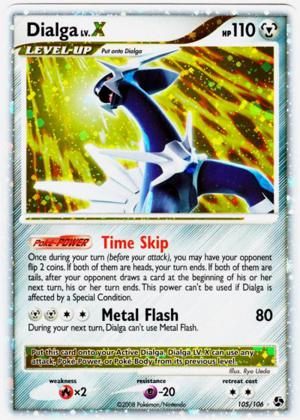 Dialga LV.X HP 110
LEVEL-UP Put onto Dialga
Poké-POWER Time Skip
Once during your turn (before your attack), you may have your opponent
flip 2 coins. If both of them are heads, your turn ends. If both of them are
tails, after your opponent draws a card at the beginning of his or her
next turn, his or her turn ends. This power can't be used if Dialga is
affected by a Special Condition.
Metal Flash 80
During your next turn, Dialga can't use Metal Flash.
Put this card onto your Active Dialga. Dialga LV. X can use any
attack, Poké-Power, or Poké-Body from its previous level.
Illus. Ryo Ueda
weakness resistance retreat cost
×2 -20
©2008 Pokémon/Nintendo 105/106